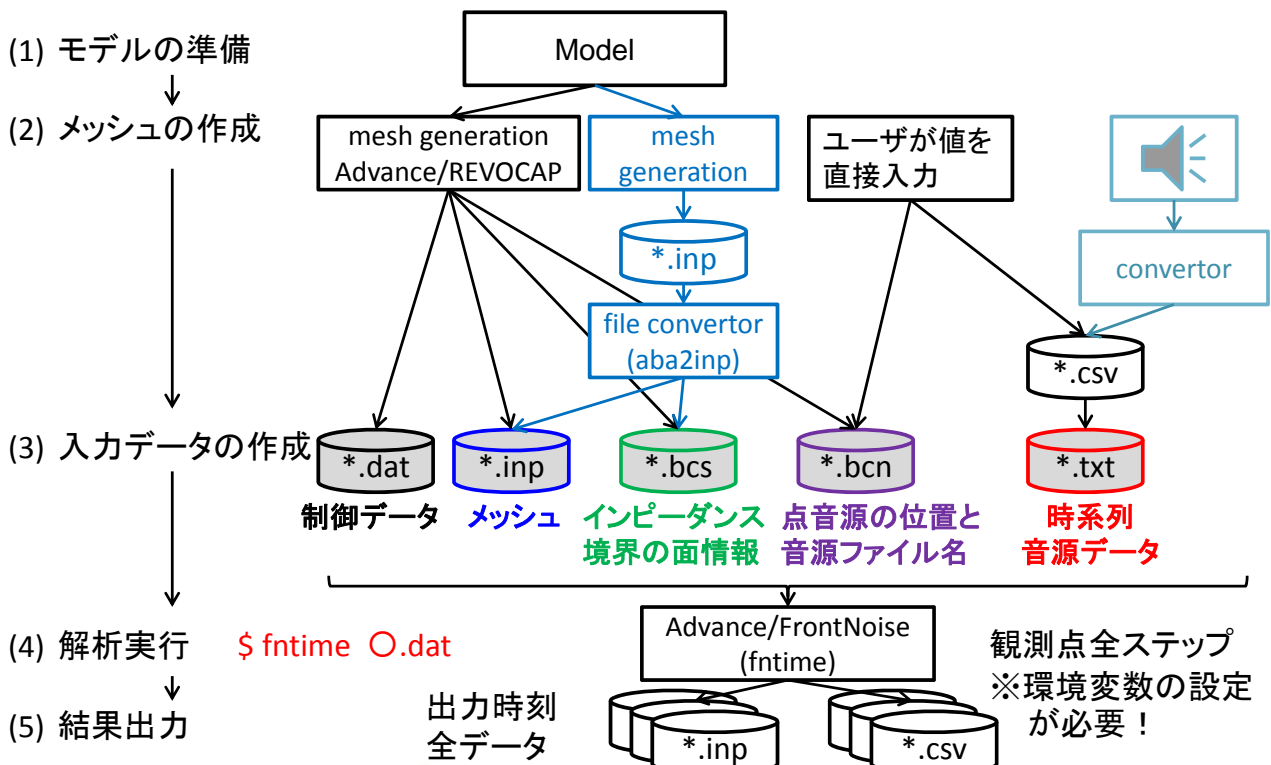 (1) モデルの準備
Model
(2) メッシュの作成
mesh generation
Advance/REVOCAP
mesh
generation
ユーザが値を
直接入力
*.inp
convertor
file convertor
(aba2inp)
*.csv
(3) 入力データの作成
*.dat
*.inp
*.bcs
*.bcn
*.txt
制御データ
メッシュ
インピーダンス
境界の面情報
点音源の位置と
音源ファイル名
時系列
音源データ
(4) 解析実行
$ fntime 〇.dat
Advance/FrontNoise
(fntime)
観測点全ステップ
※環境変数の設定
が必要！
(5) 結果出力
出力時刻
全データ
*.inp
*.csv